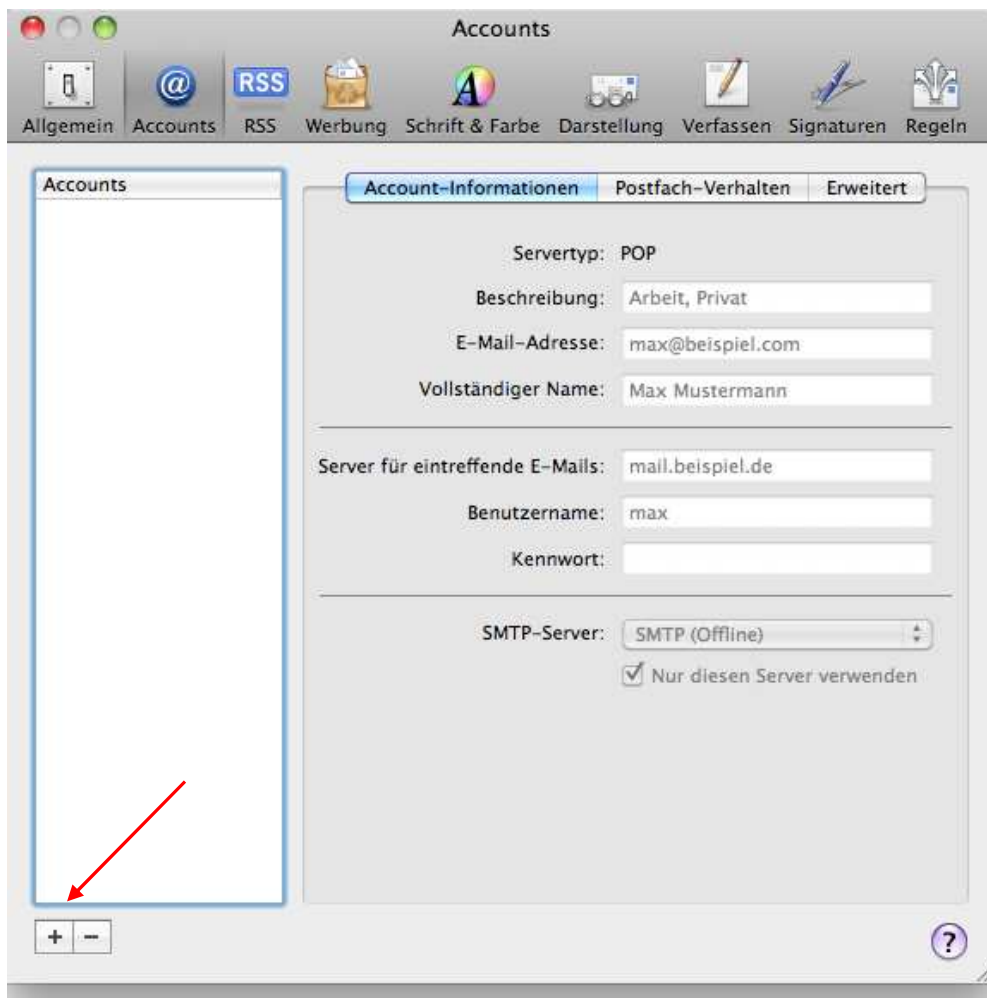 Accounts
Allgemein Accounts RSS Werbung Schrift & Farbe Darstellung Verfassen Signaturen Regeln
Accounts
Account-Informationen Postfach-Verhalten Erweitert
Servertyp: POP
Beschreibung: Arbeit, Privat
E-Mail-Adresse: max@beispiel.com
Vollständiger Name: Max Mustermann
Server für eintreffende E-Mails: mail.beispiel.de
Benutzername: max
Kennwort:
SMTP-Server: SMTP (Offline)
Nur diesen Server verwenden
+ − ?